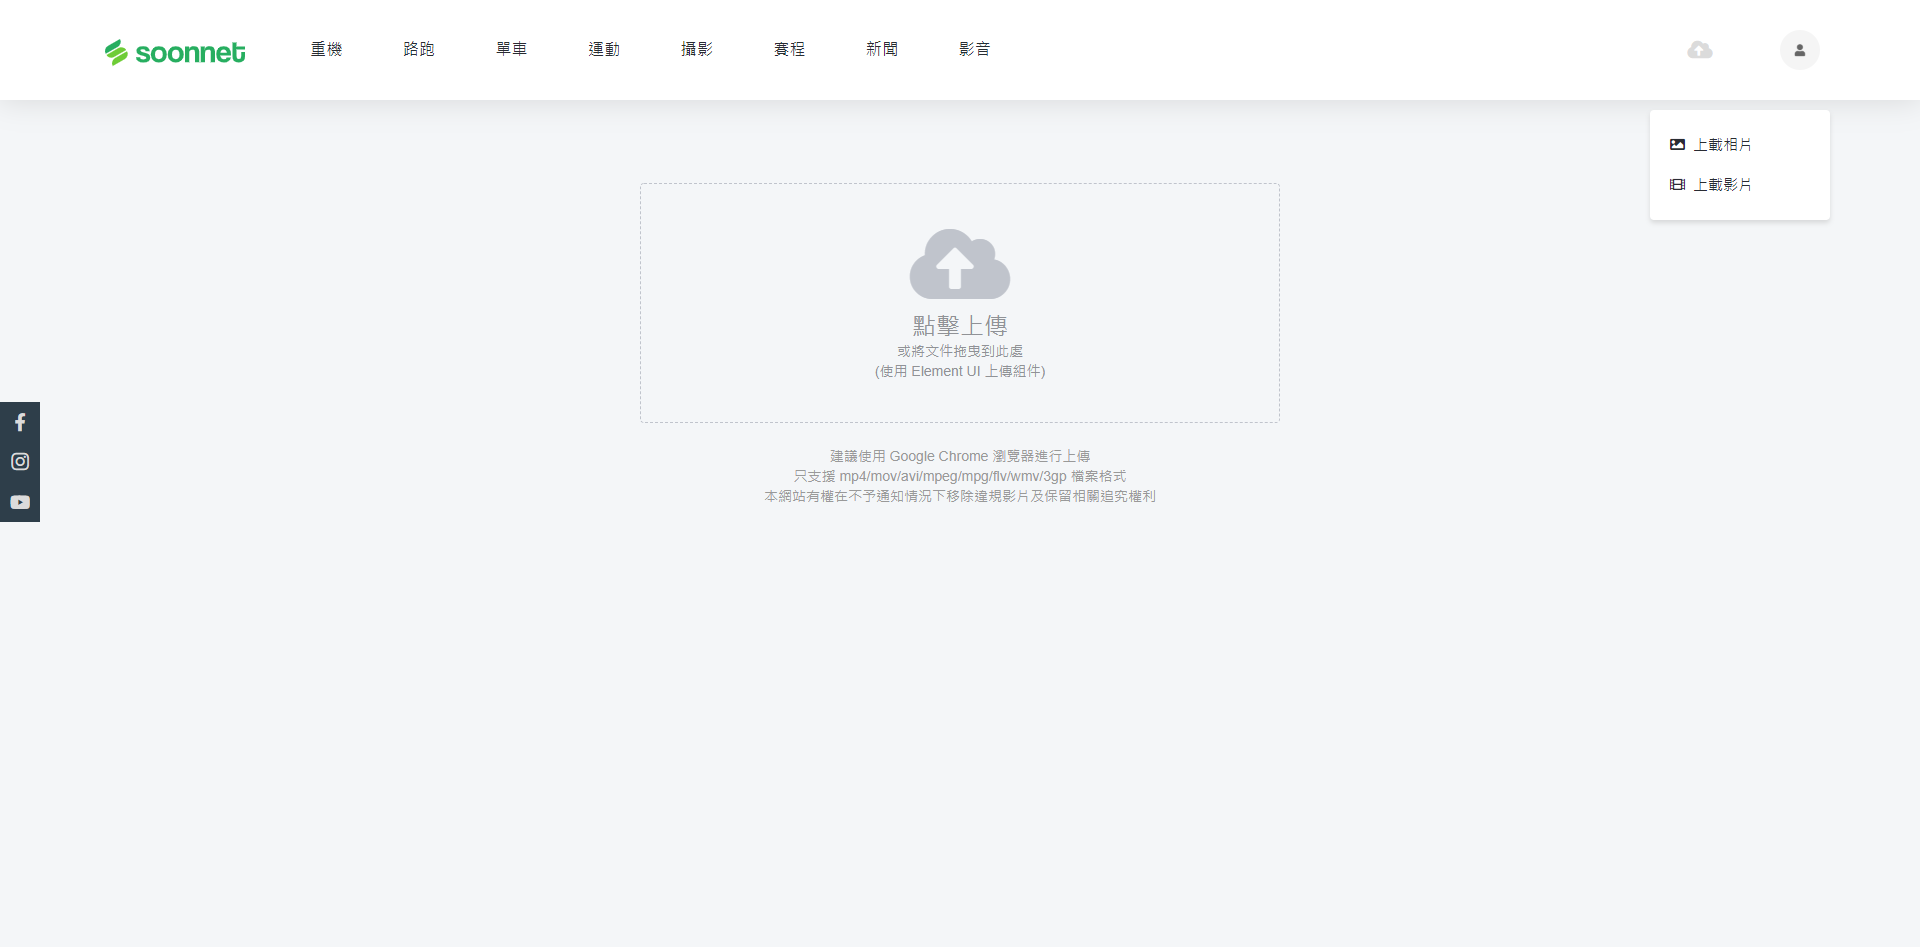 soonnet
重機
路跑
單車
運動
攝影
賽程
新聞
影音
上載相片
上載影片
點擊上傳
或將文件拖曳到此處
(使用 Element UI 上傳組件)
建議使用 Google Chrome 瀏覽器進行上傳
只支援 mp4/mov/avi/mpeg/mpg/flv/wmv/3gp 檔案格式
本網站有權在不予通知情況下移除違規影片及保留相關追究權利